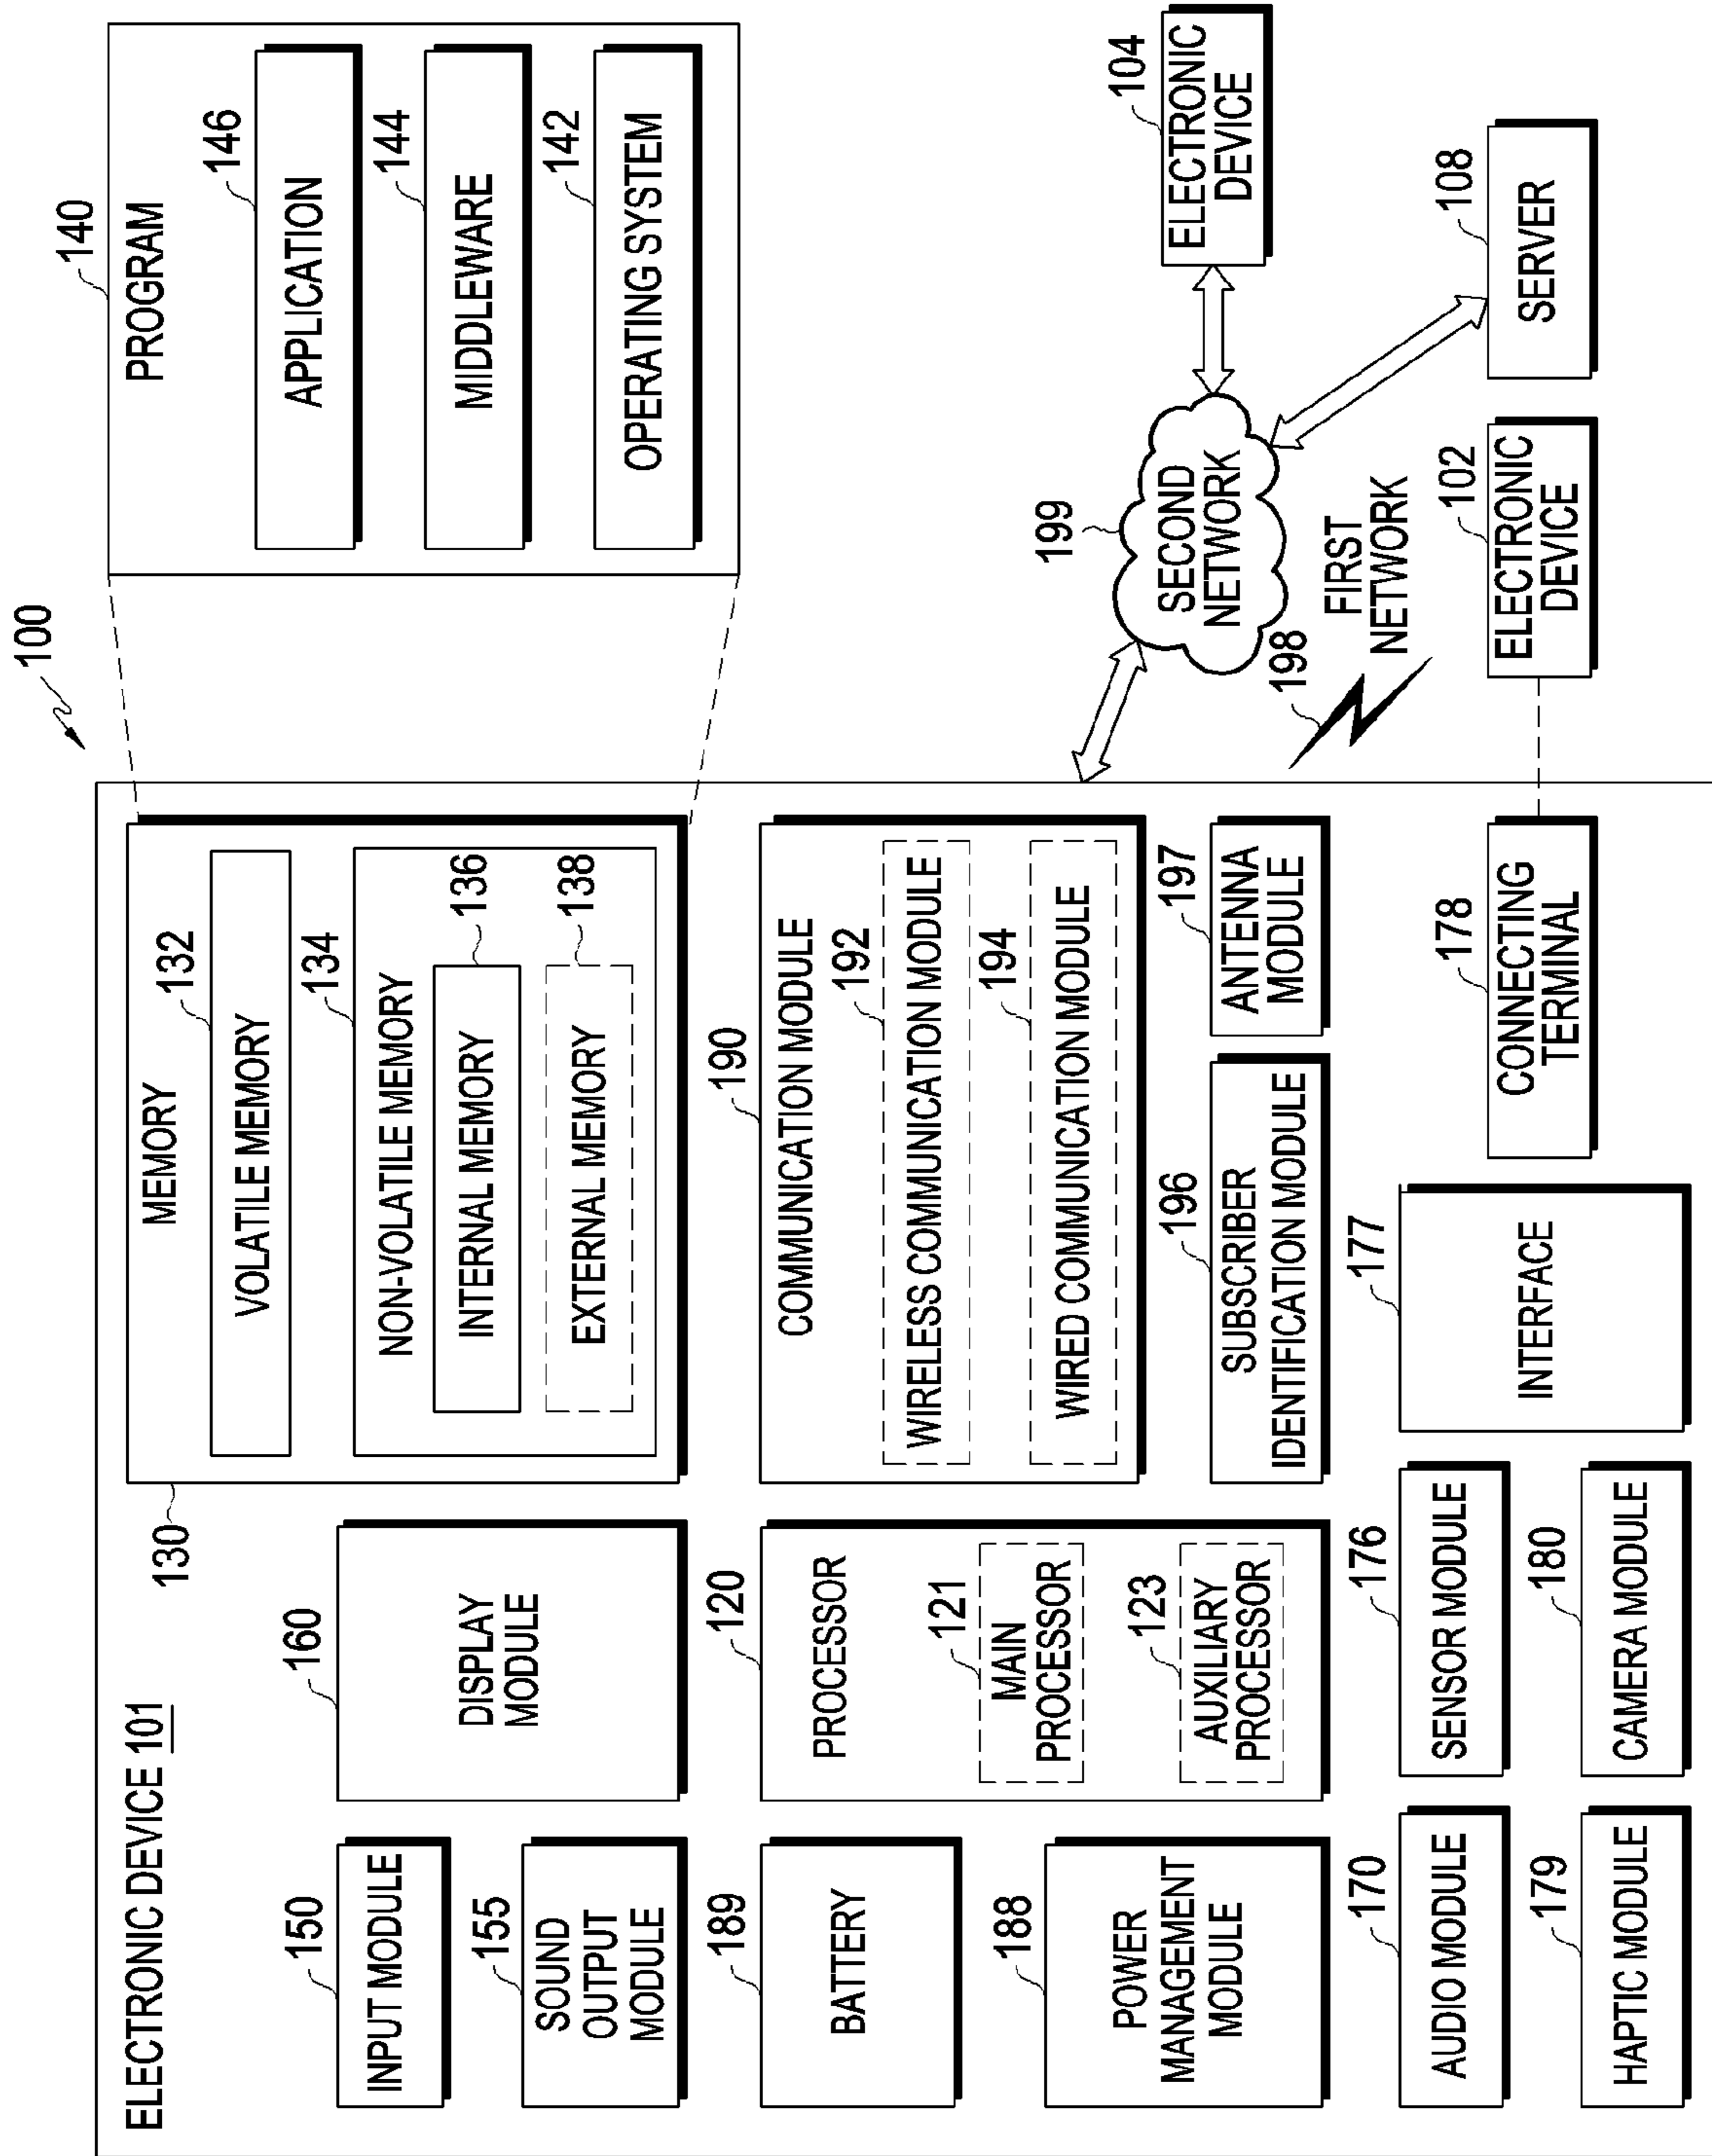 100
ELECTRONIC DEVICE 101
130
MEMORY
132
VOLATILE MEMORY
134
NON-VOLATILE MEMORY
136
INTERNAL MEMORY
138
EXTERNAL MEMORY
140
PROGRAM
146
APPLICATION
144
MIDDLEWARE
142
OPERATING SYSTEM
150
INPUT MODULE
155
SOUND
OUTPUT
MODULE
160
DISPLAY
MODULE
189
BATTERY
188
POWER
MANAGEMENT
MODULE
120
PROCESSOR
121
MAIN
PROCESSOR
123
AUXILIARY
PROCESSOR
190
COMMUNICATION MODULE
192
WIRELESS COMMUNICATION MODULE
194
WIRED COMMUNICATION MODULE
196
SUBSCRIBER
IDENTIFICATION MODULE
197
ANTENNA
MODULE
170
AUDIO MODULE
176
SENSOR MODULE
177
INTERFACE
178
CONNECTING
TERMINAL
179
HAPTIC MODULE
180
CAMERA MODULE
199
SECOND
NETWORK
104
ELECTRONIC
DEVICE
198
FIRST
NETWORK
102
ELECTRONIC
DEVICE
108
SERVER